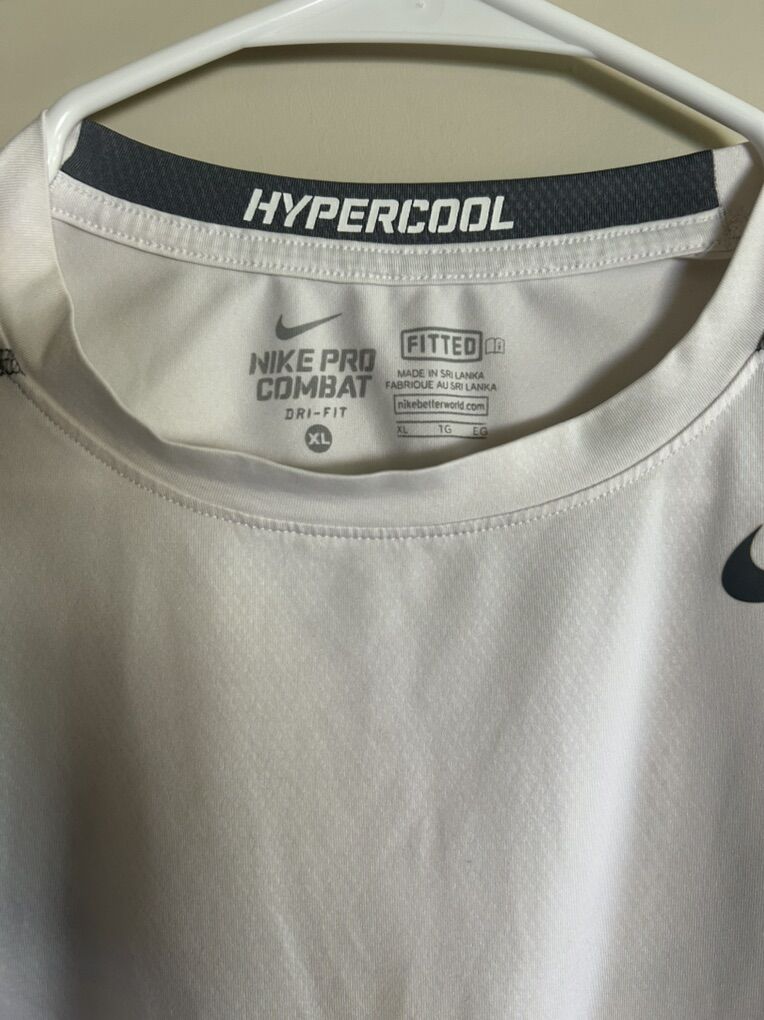 HYPERCOOL
NIKE PRO
COMBAT
DRI-FIT
XL
FITTED
MADE IN SRI LANKA
FABRIQUE AU SRI LANKA
nikebetterworld.com
XL TG EG